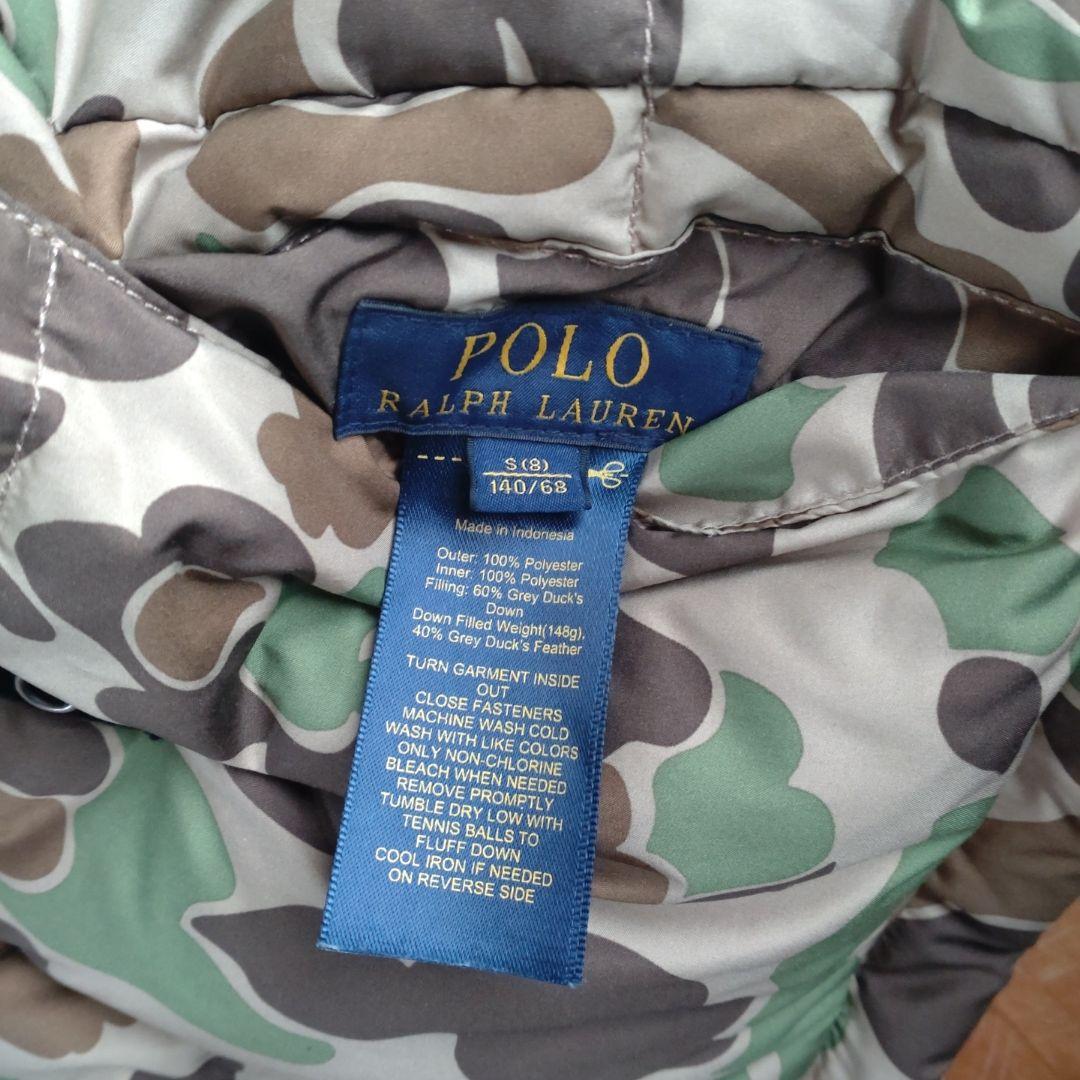 POLO
RALPH LAUREN
S(8)
140/68
Made in Indonesia
Outer: 100% Polyester
Inner: 100% Polyester
Filling: 60% Grey Duck's
Down
Down Filled Weight(148g),
40% Grey Duck's Feather
TURN GARMENT INSIDE
OUT
CLOSE FASTENERS
MACHINE WASH COLD
WASH WITH LIKE COLORS
ONLY NON-CHLORINE
BLEACH WHEN NEEDED
REMOVE PROMPTLY
TUMBLE DRY LOW WITH
TENNIS BALLS TO
FLUFF DOWN
COOL IRON IF NEEDED
ON REVERSE SIDE